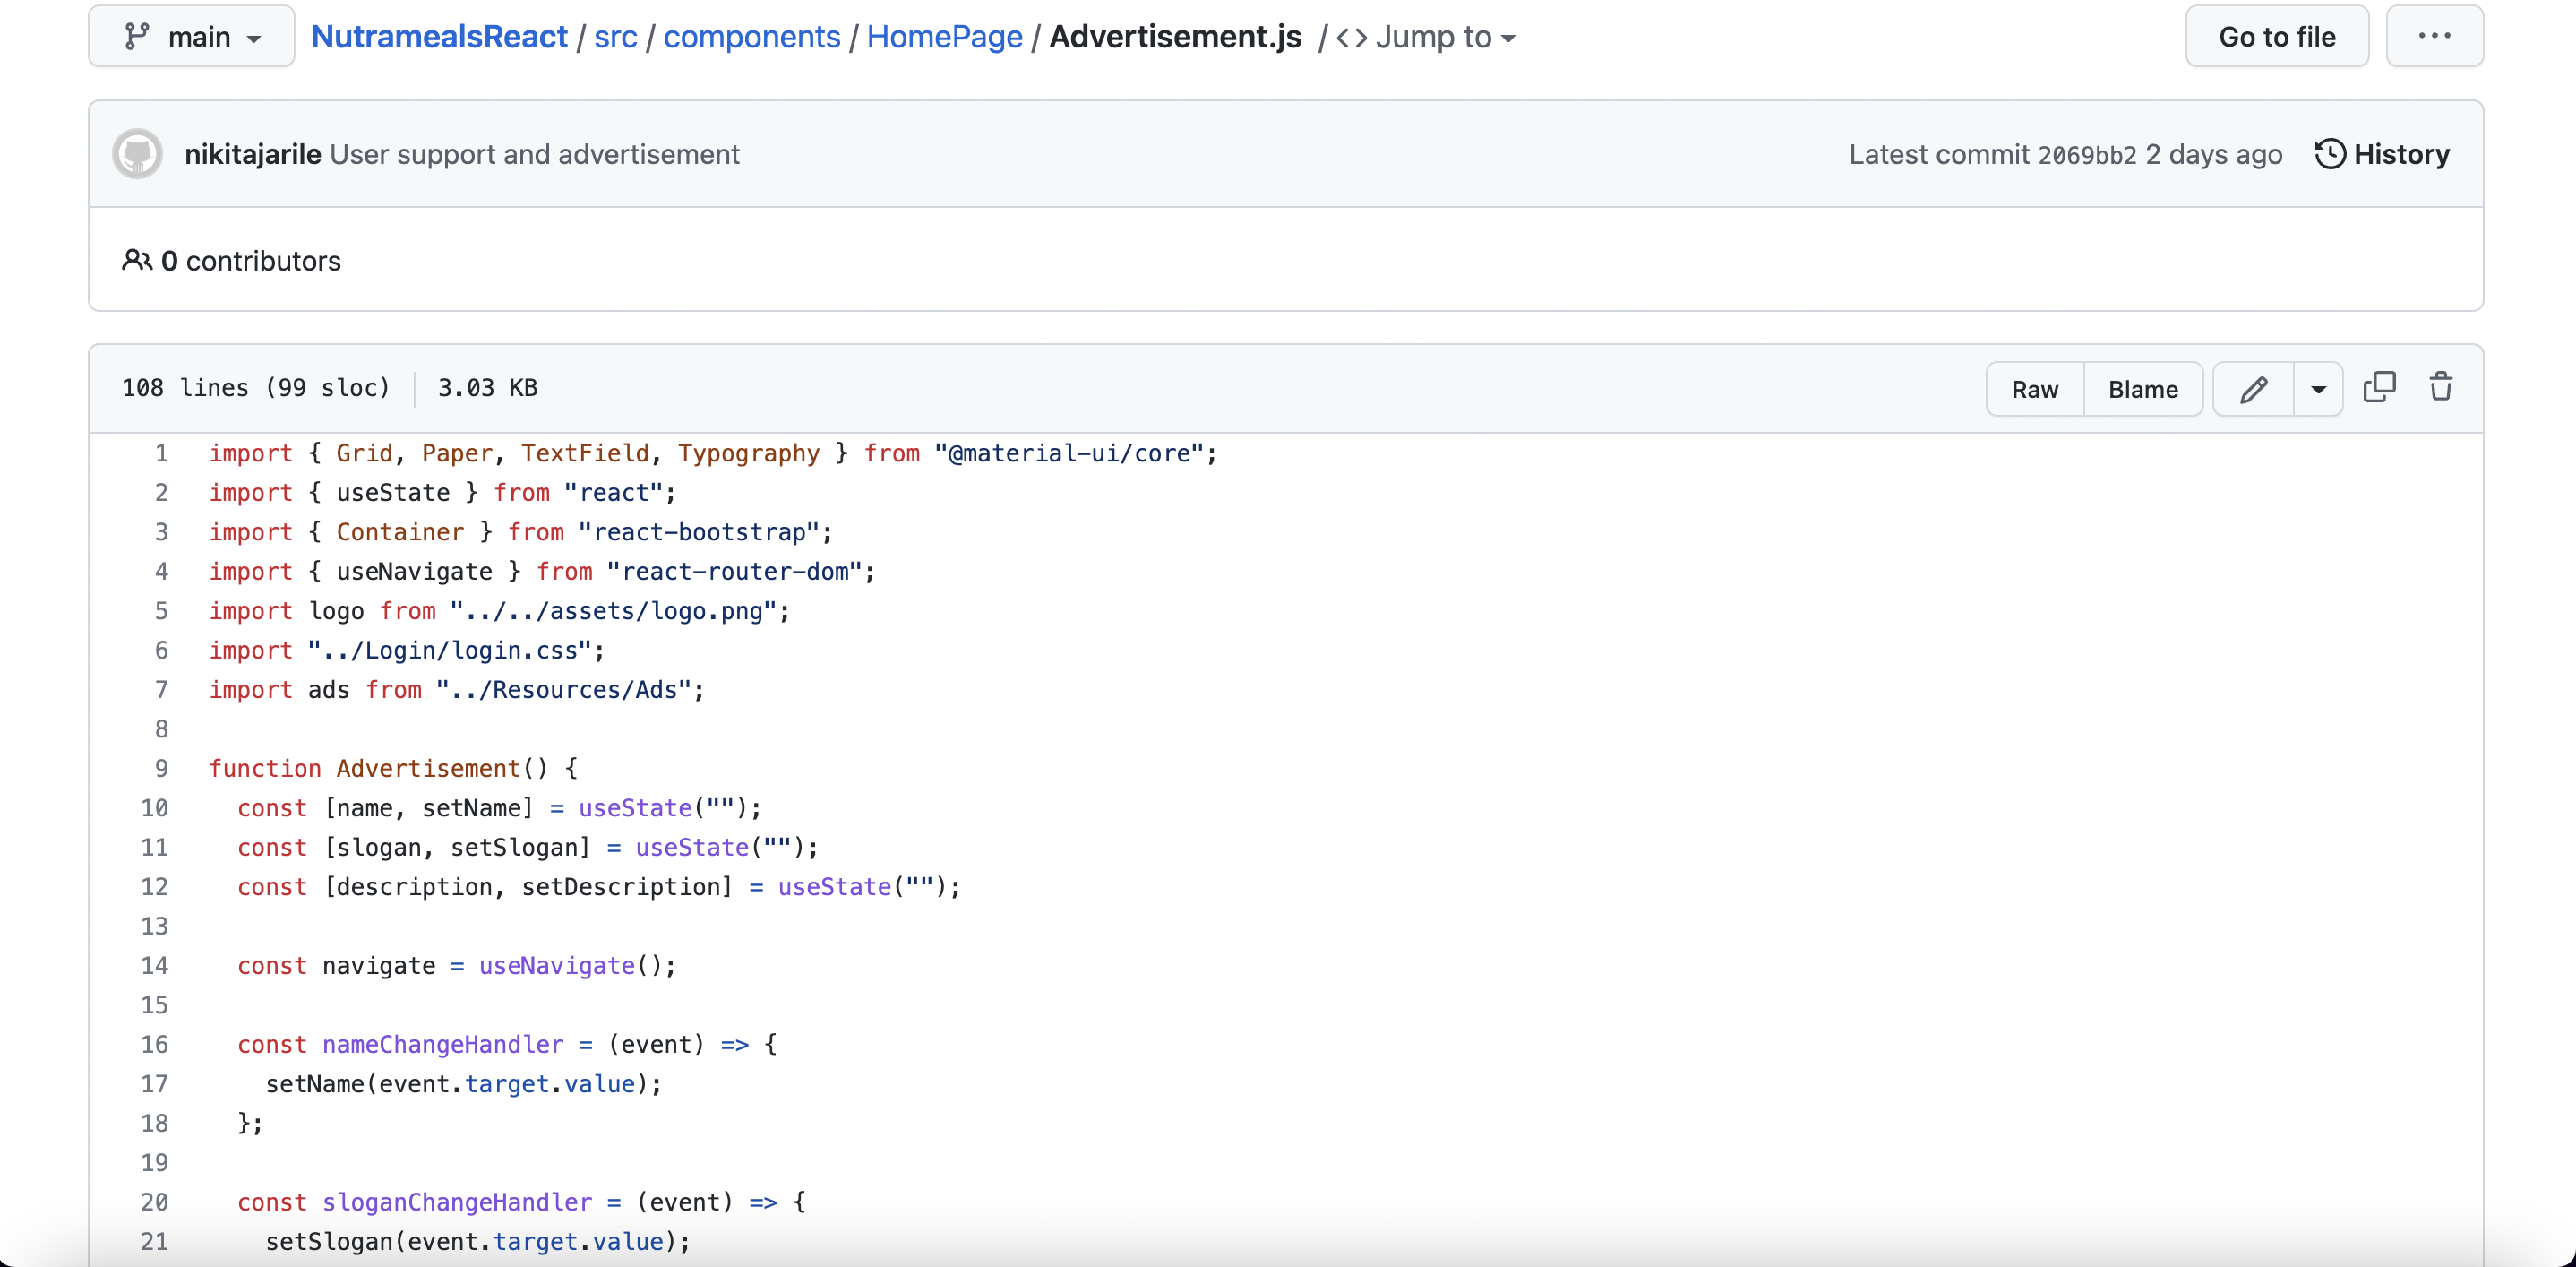 main NutramealsReact / src / components / HomePage / Advertisement.js / <> Jump to Go to file ...
nikitajarile User support and advertisement Latest commit 2069bb2 2 days ago History
0 contributors
108 lines (99 sloc) 3.03 KB Raw Blame
1 import { Grid, Paper, TextField, Typography } from "@material-ui/core";
2 import { useState } from "react";
3 import { Container } from "react-bootstrap";
4 import { useNavigate } from "react-router-dom";
5 import logo from "../../assets/logo.png";
6 import "../Login/login.css";
7 import ads from "../Resources/Ads";
8
9 function Advertisement() {
10 const [name, setName] = useState("");
11 const [slogan, setSlogan] = useState("");
12 const [description, setDescription] = useState("");
13
14 const navigate = useNavigate();
15
16 const nameChangeHandler = (event) => {
17 setName(event.target.value);
18 };
19
20 const sloganChangeHandler = (event) => {
21 setSlogan(event.target.value);